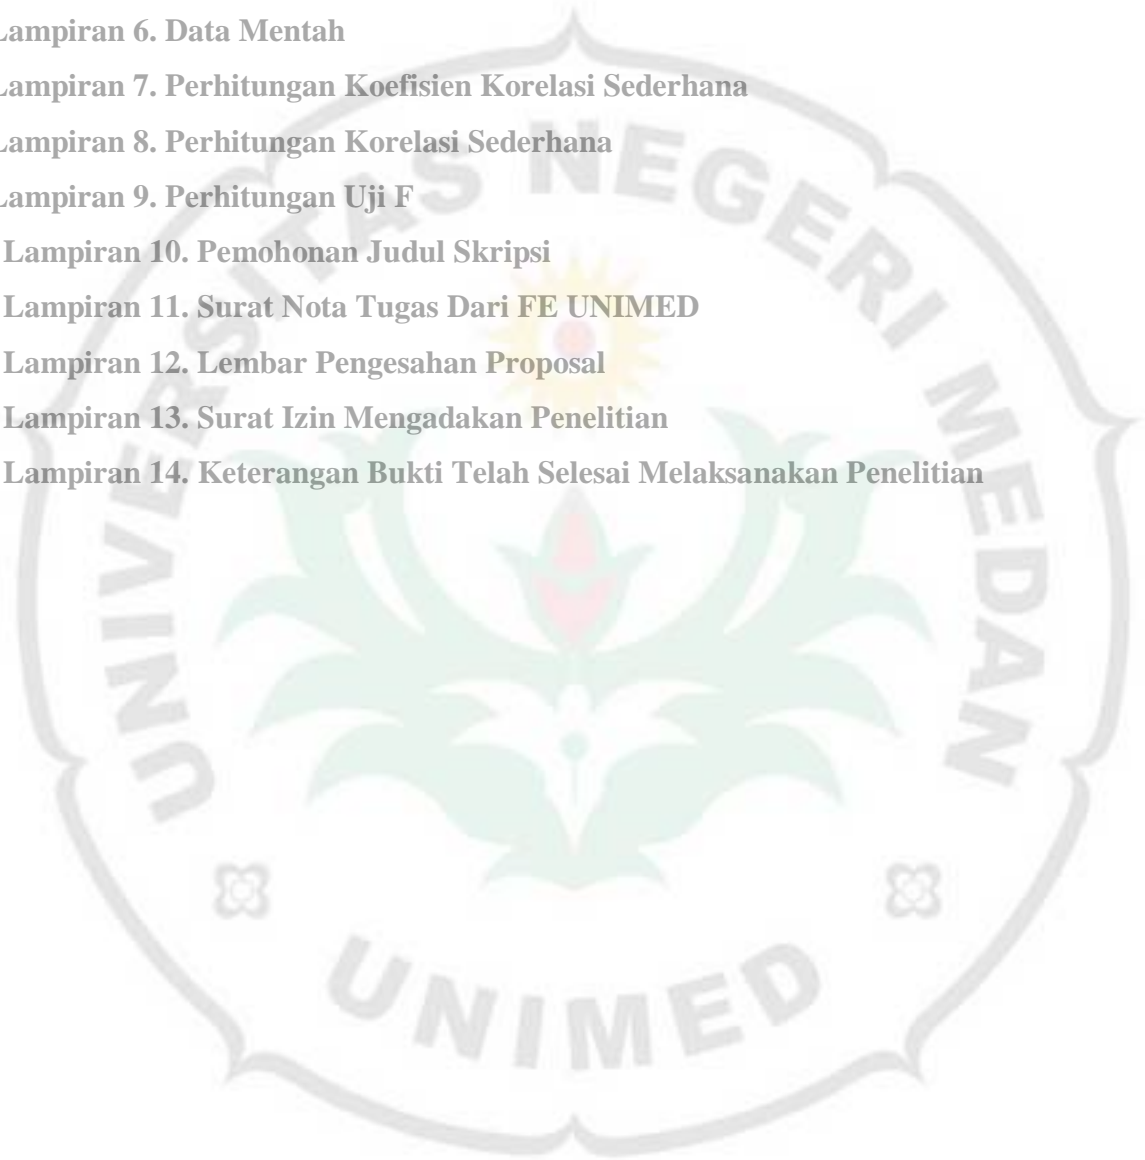 Lampiran 6. Data Mentah
Lampiran 7. Perhitungan Koefisien Korelasi Sederhana
Lampiran 8. Perhitungan Korelasi Sederhana
Lampiran 9. Perhitungan Uji F
Lampiran 10. Pemohonan Judul Skripsi
Lampiran 11. Surat Nota Tugas Dari FE UNIMED
Lampiran 12. Lembar Pengesahan Proposal
Lampiran 13. Surat Izin Mengadakan Penelitian
Lampiran 14. Keterangan Bukti Telah Selesai Melaksanakan Penelitian
UNIVERSITAS NEGERI MEDAN
UNIMED